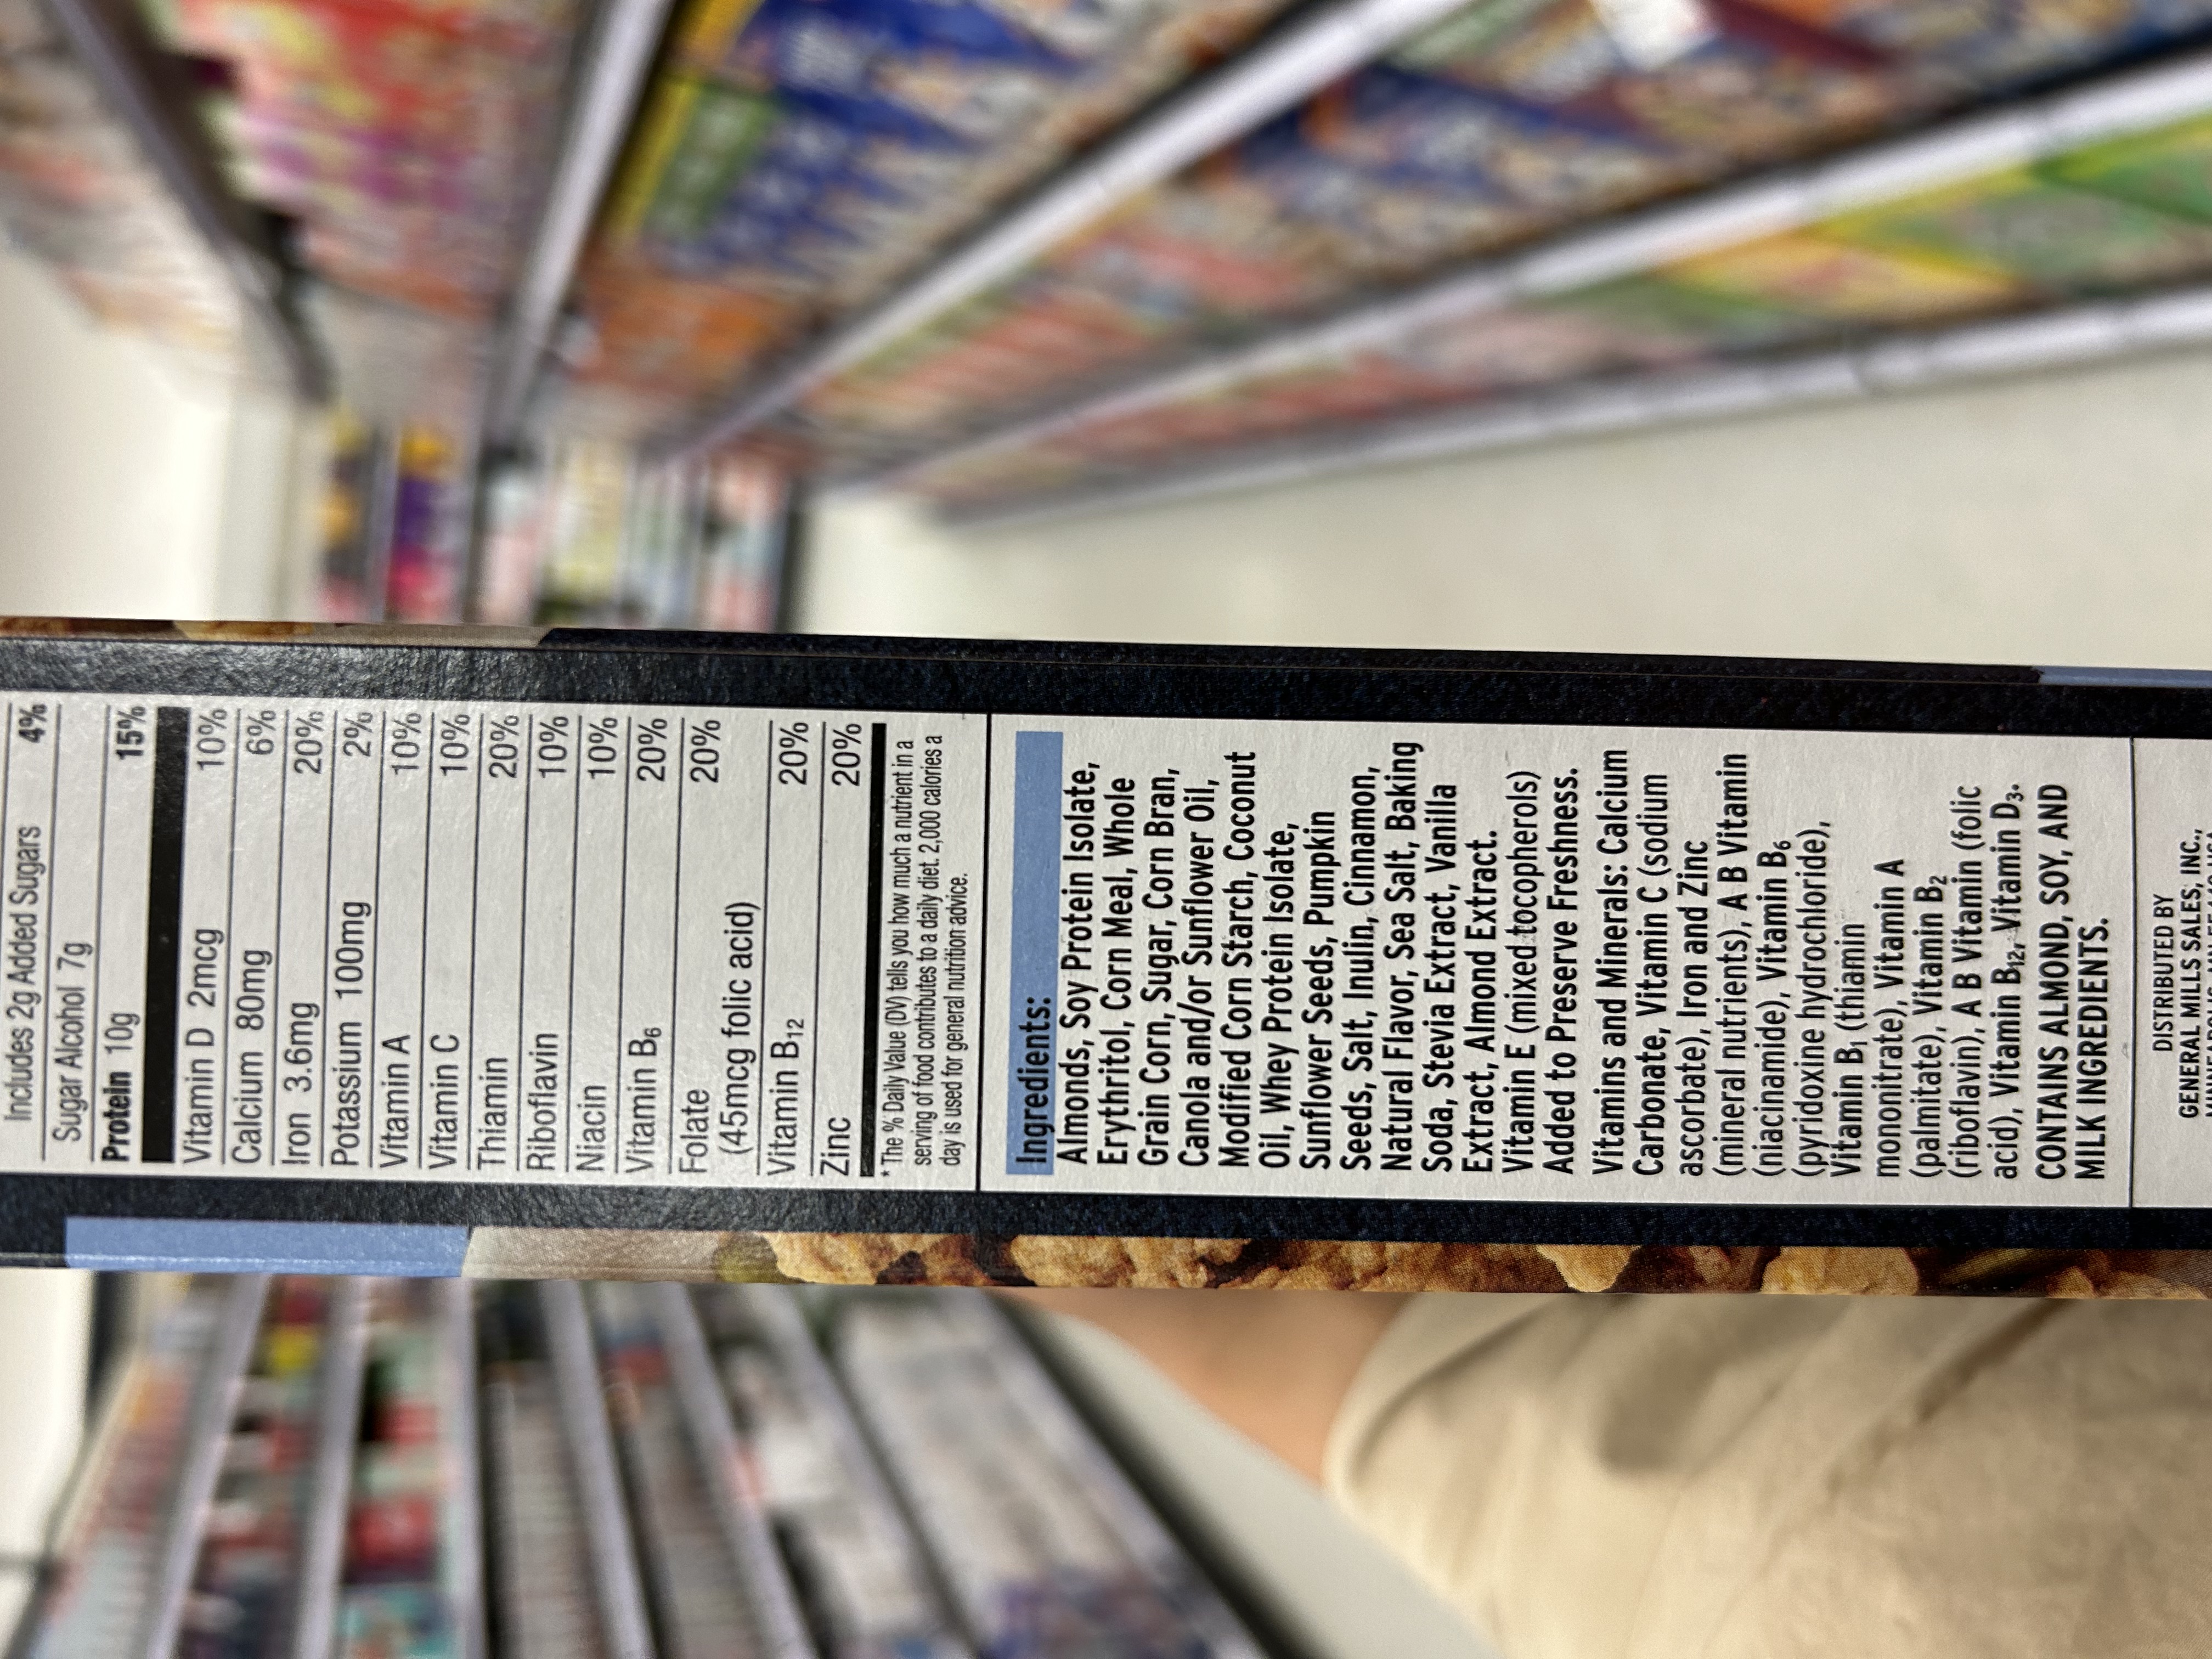 Includes 2g Added Sugars 4%
Sugar Alcohol 7g
Protein 10g 15%
Vitamin D 2mcg 10%
Calcium 80mg 6%
Iron 3.6mg 20%
Potassium 100mg 2%
Vitamin A 10%
Vitamin C 10%
Thiamin 20%
Riboflavin 10%
Niacin 10%
Vitamin B₆ 20%
Folate 20%
(45mcg folic acid)
Vitamin B₁₂ 20%
Zinc 20%
* The % Daily Value (DV) tells you how much a nutrient in a
serving of food contributes to a daily diet. 2,000 calories a
day is used for general nutrition advice.
Ingredients:
Almonds, Soy Protein Isolate,
Erythritol, Corn Meal, Whole
Grain Corn, Sugar, Corn Bran,
Canola and/or Sunflower Oil,
Modified Corn Starch, Coconut
Oil, Whey Protein Isolate,
Sunflower Seeds, Pumpkin
Seeds, Salt, Inulin, Cinnamon,
Natural Flavor, Sea Salt, Baking
Soda, Stevia Extract, Vanilla
Extract, Almond Extract.
Vitamin E (mixed tocopherols)
Added to Preserve Freshness.
Vitamins and Minerals: Calcium
Carbonate, Vitamin C (sodium
ascorbate), Iron and Zinc
(mineral nutrients), A B Vitamin
(niacinamide), Vitamin B₆
(pyridoxine hydrochloride),
Vitamin B₁ (thiamin
mononitrate), Vitamin A
(palmitate), Vitamin B₂
(riboflavin), A B Vitamin (folic
acid), Vitamin B₁₂, Vitamin D₃.
CONTAINS ALMOND, SOY, AND
MILK INGREDIENTS.
DISTRIBUTED BY
GENERAL MILLS SALES, INC.,